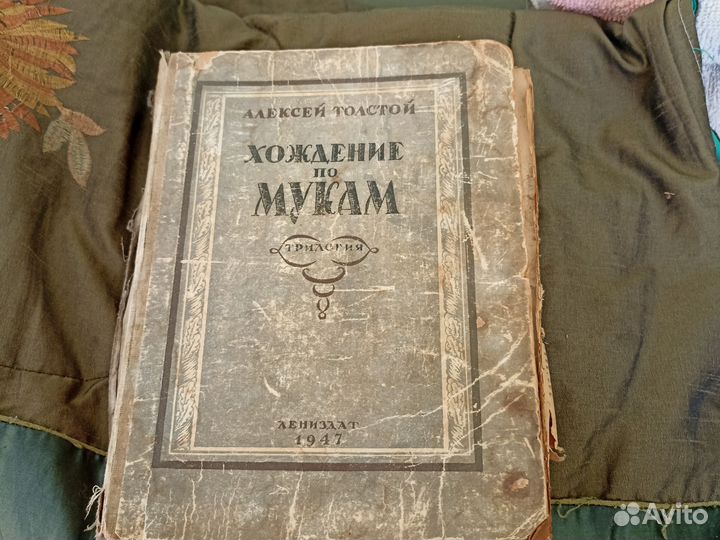 АЛЕКСЕЙ ТОЛСТОЙ
ХОЖДЕНИЕ
ПО
МУКАМ
ТРИЛОГИЯ
ЛЕНИЗДАТ
1947
Avito